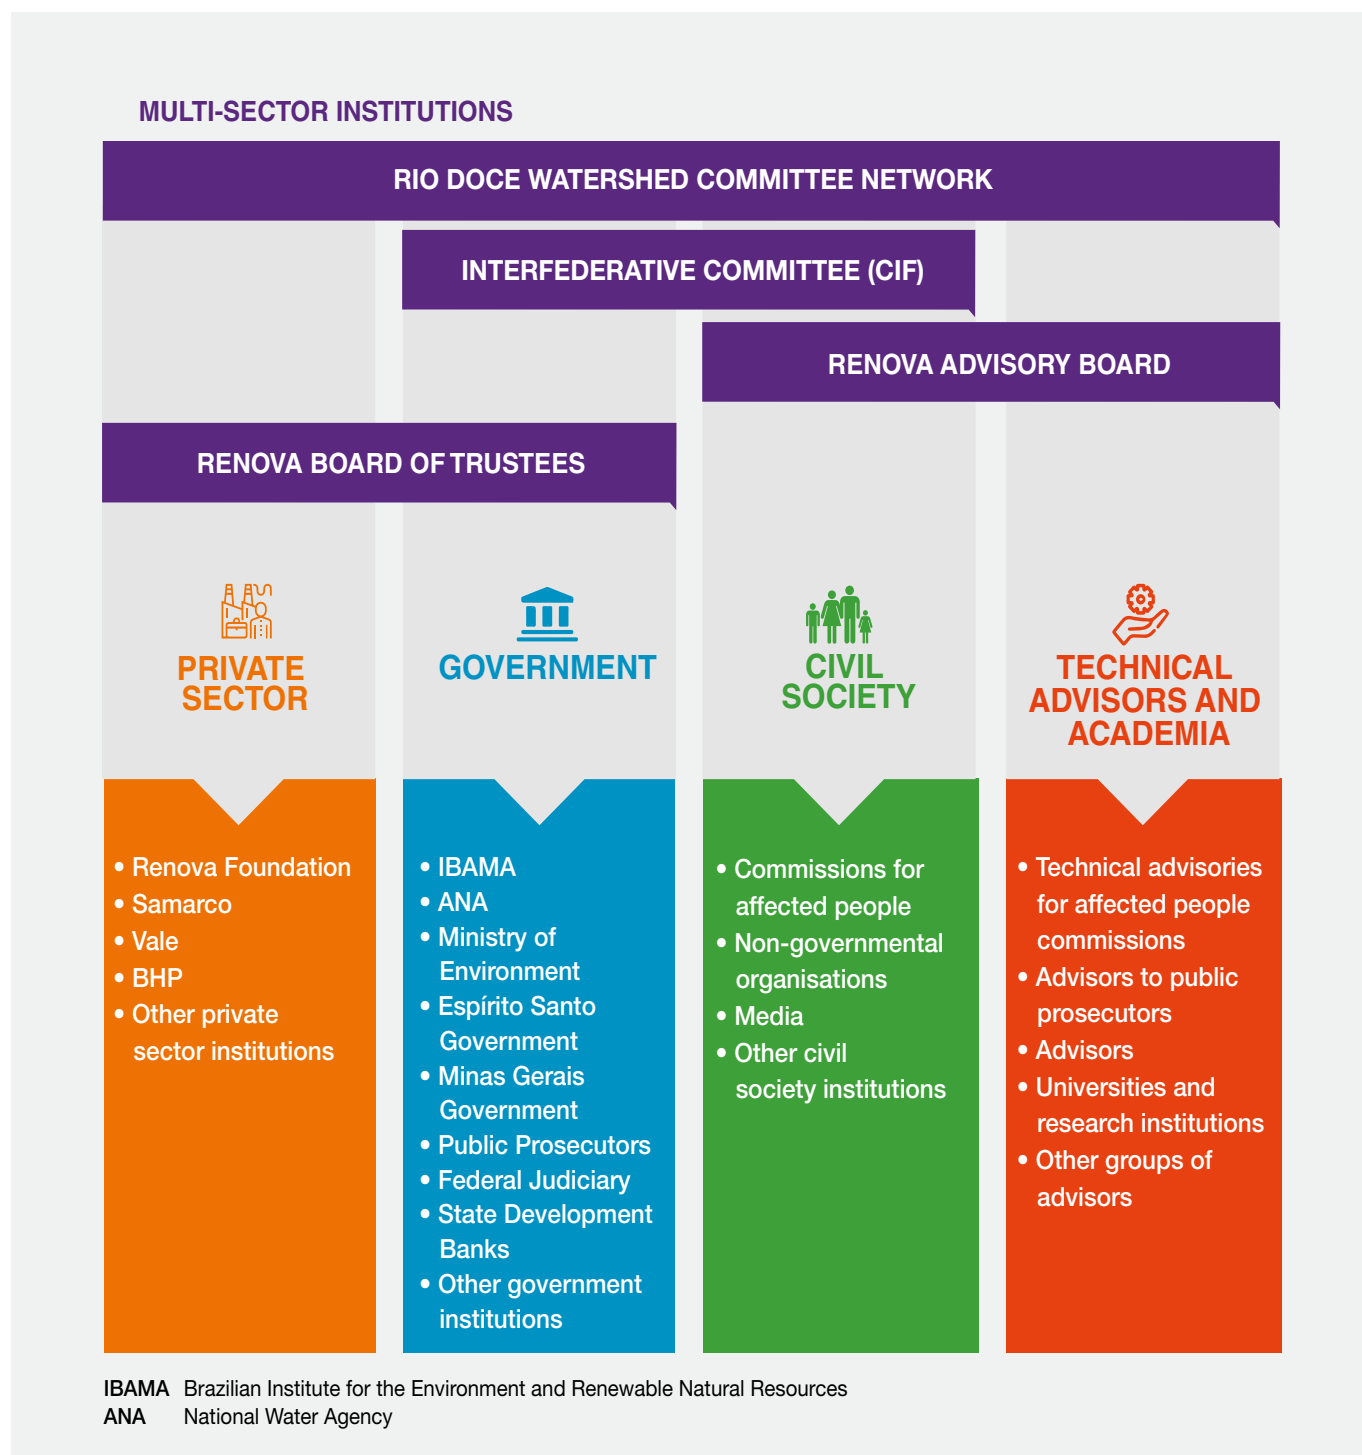 MULTI-SECTOR INSTITUTIONS
RIO DOCE WATERSHED COMMITTEE NETWORK
INTERFEDERATIVE COMMITTEE (CIF)
RENOVA ADVISORY BOARD
RENOVA BOARD OF TRUSTEES
PRIVATE
SECTOR
• Renova Foundation
• Samarco
• Vale
• BHP
• Other private
sector institutions
GOVERNMENT
• IBAMA
• ANA
• Ministry of
Environment
• Espírito Santo
Government
• Minas Gerais
Government
• Public Prosecutors
• Federal Judiciary
• State Development
Banks
• Other government
institutions
CIVIL
SOCIETY
• Commissions for
affected people
• Non-governmental
organisations
• Media
• Other civil
society institutions
TECHNICAL
ADVISORS AND
ACADEMIA
• Technical advisories
for affected people
commissions
• Advisors to public
prosecutors
• Advisors
• Universities and
research institutions
• Other groups of
advisors
IBAMA Brazilian Institute for the Environment and Renewable Natural Resources
ANA National Water Agency